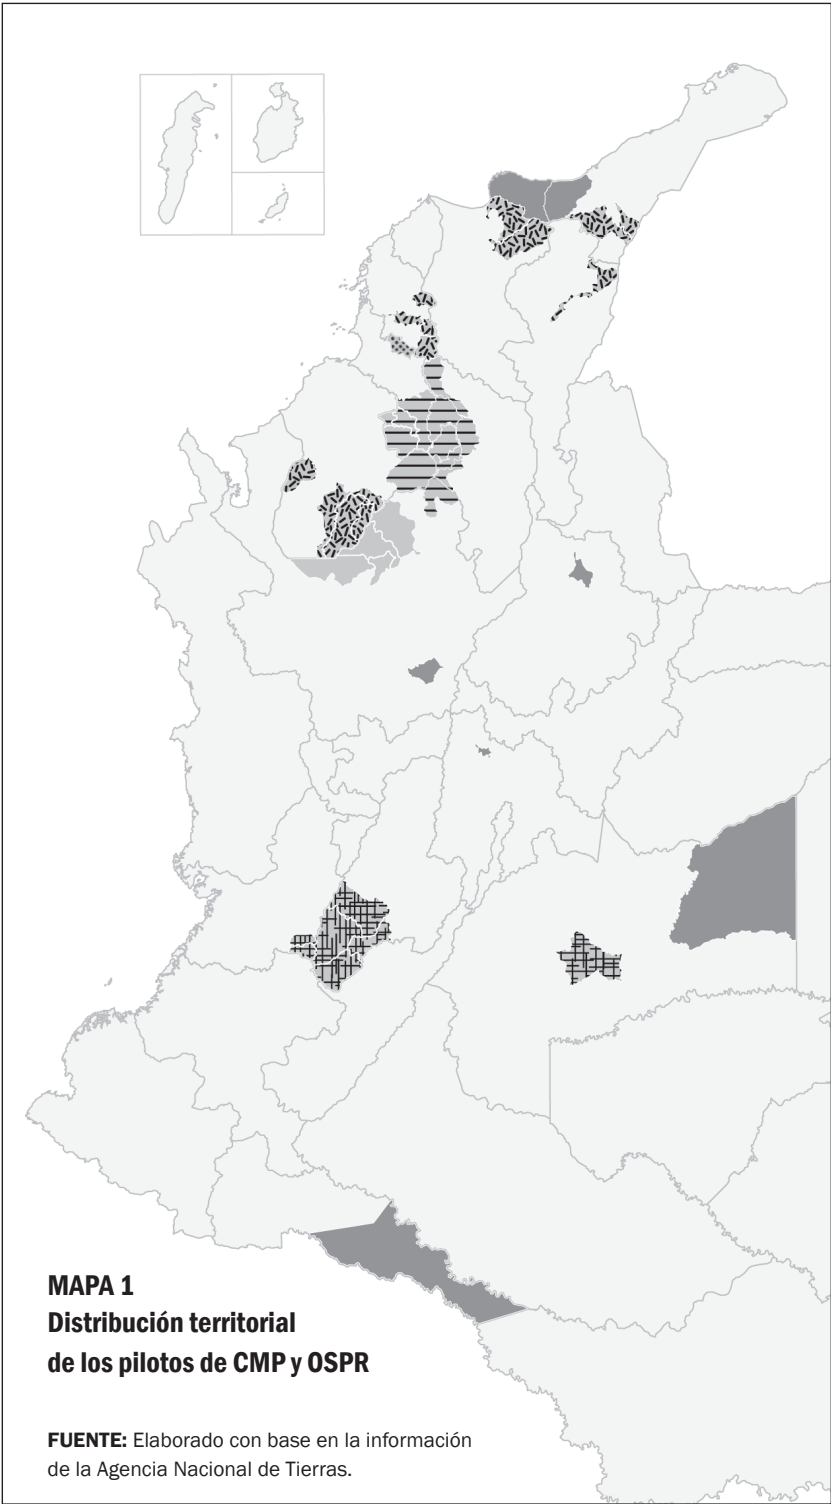 MAPA 1
Distribución territorial
de los pilotos de CMP y OSPR
FUENTE: Elaborado con base en la información
de la Agencia Nacional de Tierras.